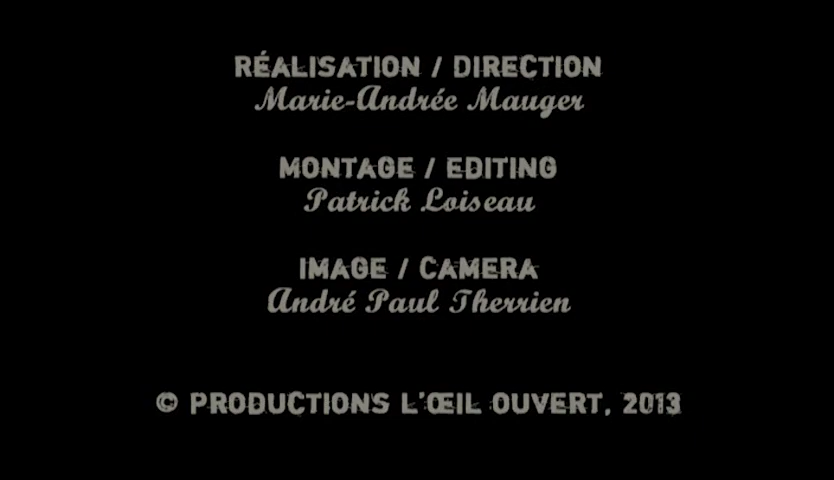 RÉALISATION / DIRECTION
Marie-Andrée Mauger
MONTAGE / EDITING
Patrick Loiseau
IMAGE / CAMERA
André Paul Therrien
© PRODUCTIONS L'ŒIL OUVERT, 2013